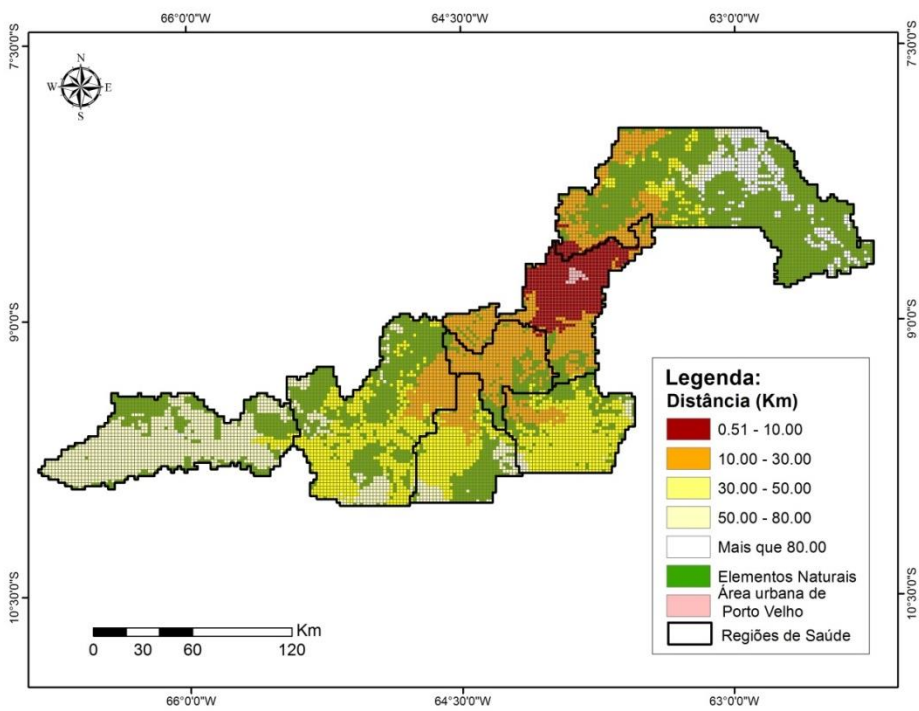 66°0'0"W 64°30'0"W 63°0'0"W
7°30'0"S 7°30'0"S
N
W E
S
9°0'0"S 9°0'0"S
Legenda:
Distância (Km)
0.51 - 10.00
10.00 - 30.00
30.00 - 50.00
50.00 - 80.00
Mais que 80.00
Elementos Naturais
Área urbana de
Porto Velho
Regiões de Saúde
10°30'0"S 10°30'0"S
Km
0 30 60 120
66°0'0"W 64°30'0"W 63°0'0"W